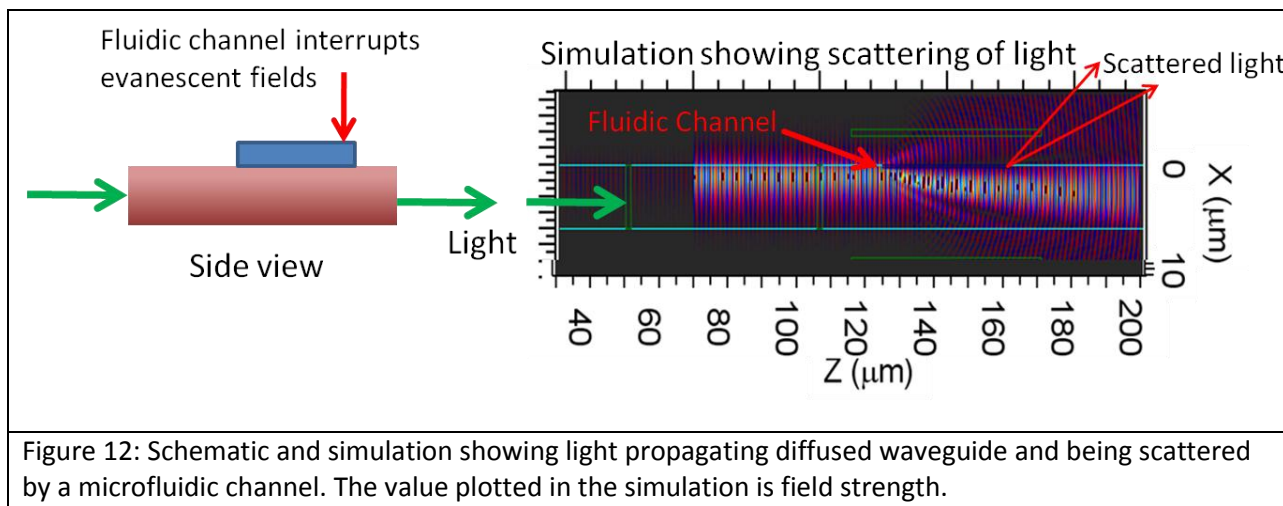 Fluidic channel interrupts
evanescent fields
Light
Side view
Simulation showing scattering of light
Scattered light
Fluidic Channel
0
10
X (μm)
40
60
80
100
120
140
160
180
200
Z (μm)
Figure 12: Schematic and simulation showing light propagating diffused waveguide and being scattered
by a microfluidic channel. The value plotted in the simulation is field strength.